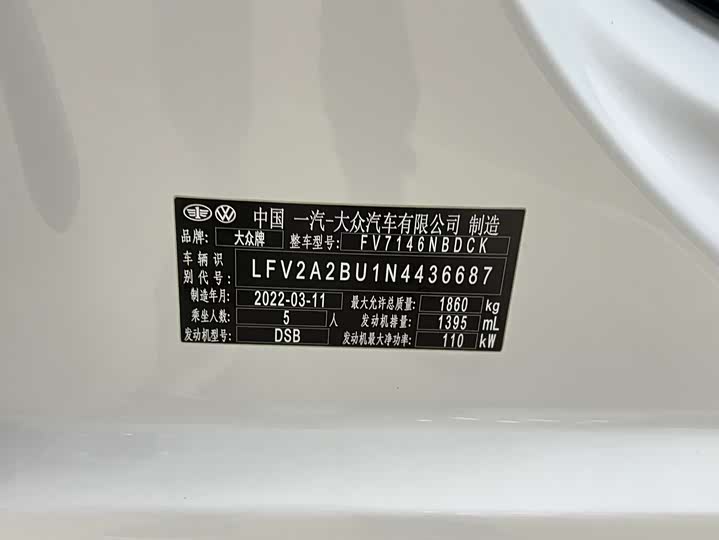 中国 一汽-大众汽车有限公司 制造
品牌: 大众牌 整车型号: FV7146NBDCK
车辆识别代号: LFV2A2BU1N4436687
制造年月: 2022-03-11 最大允许总质量: 1860 kg
乘坐人数: 5 人 发动机排量: 1395 mL
发动机型号: DSB 发动机最大净功率: 110 kW